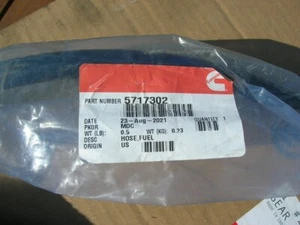 PART NUMBER 5717302
DATE 23-Aug-2021 QUANTITY 1
PKGR. MDC
WT (LB): 0.5 WT (KG): 0.23
DESC HOSE,FUEL
ORIGIN US
GEAR